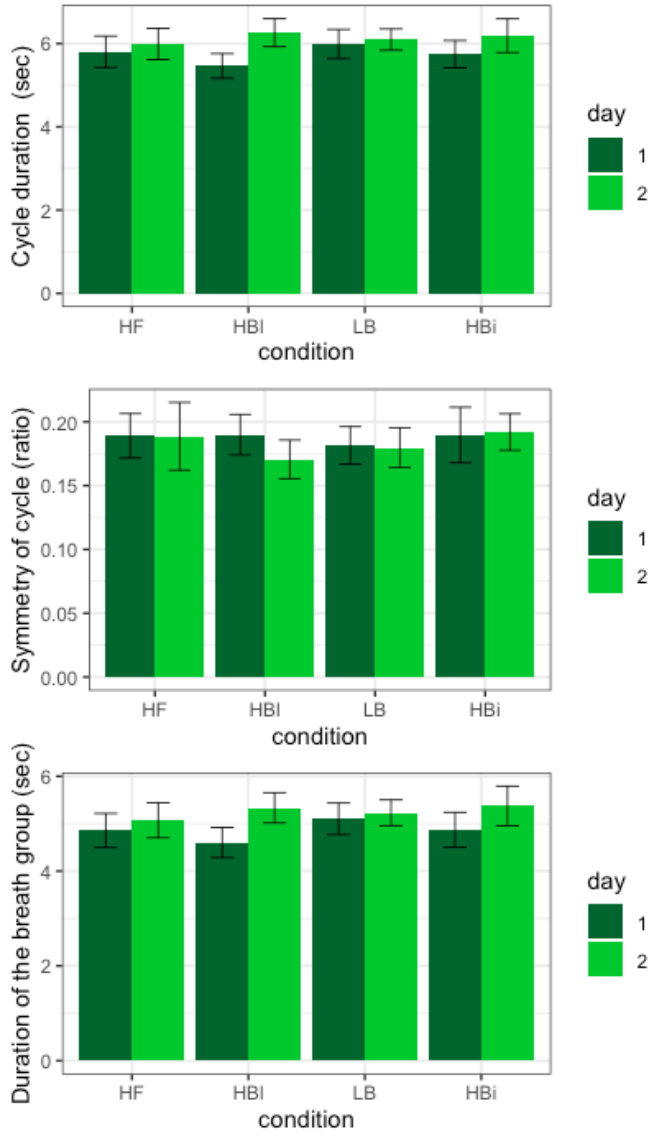 Cycle duration (sec)
6
4
2
0
HF HBl LB HBi
condition
day
1
2
Symmetry of cycle (ratio)
0.20
0.15
0.10
0.05
0.00
HF HBl LB HBi
condition
day
1
2
Duration of the breath group (sec)
6
4
2
0
HF HBl LB HBi
condition
day
1
2